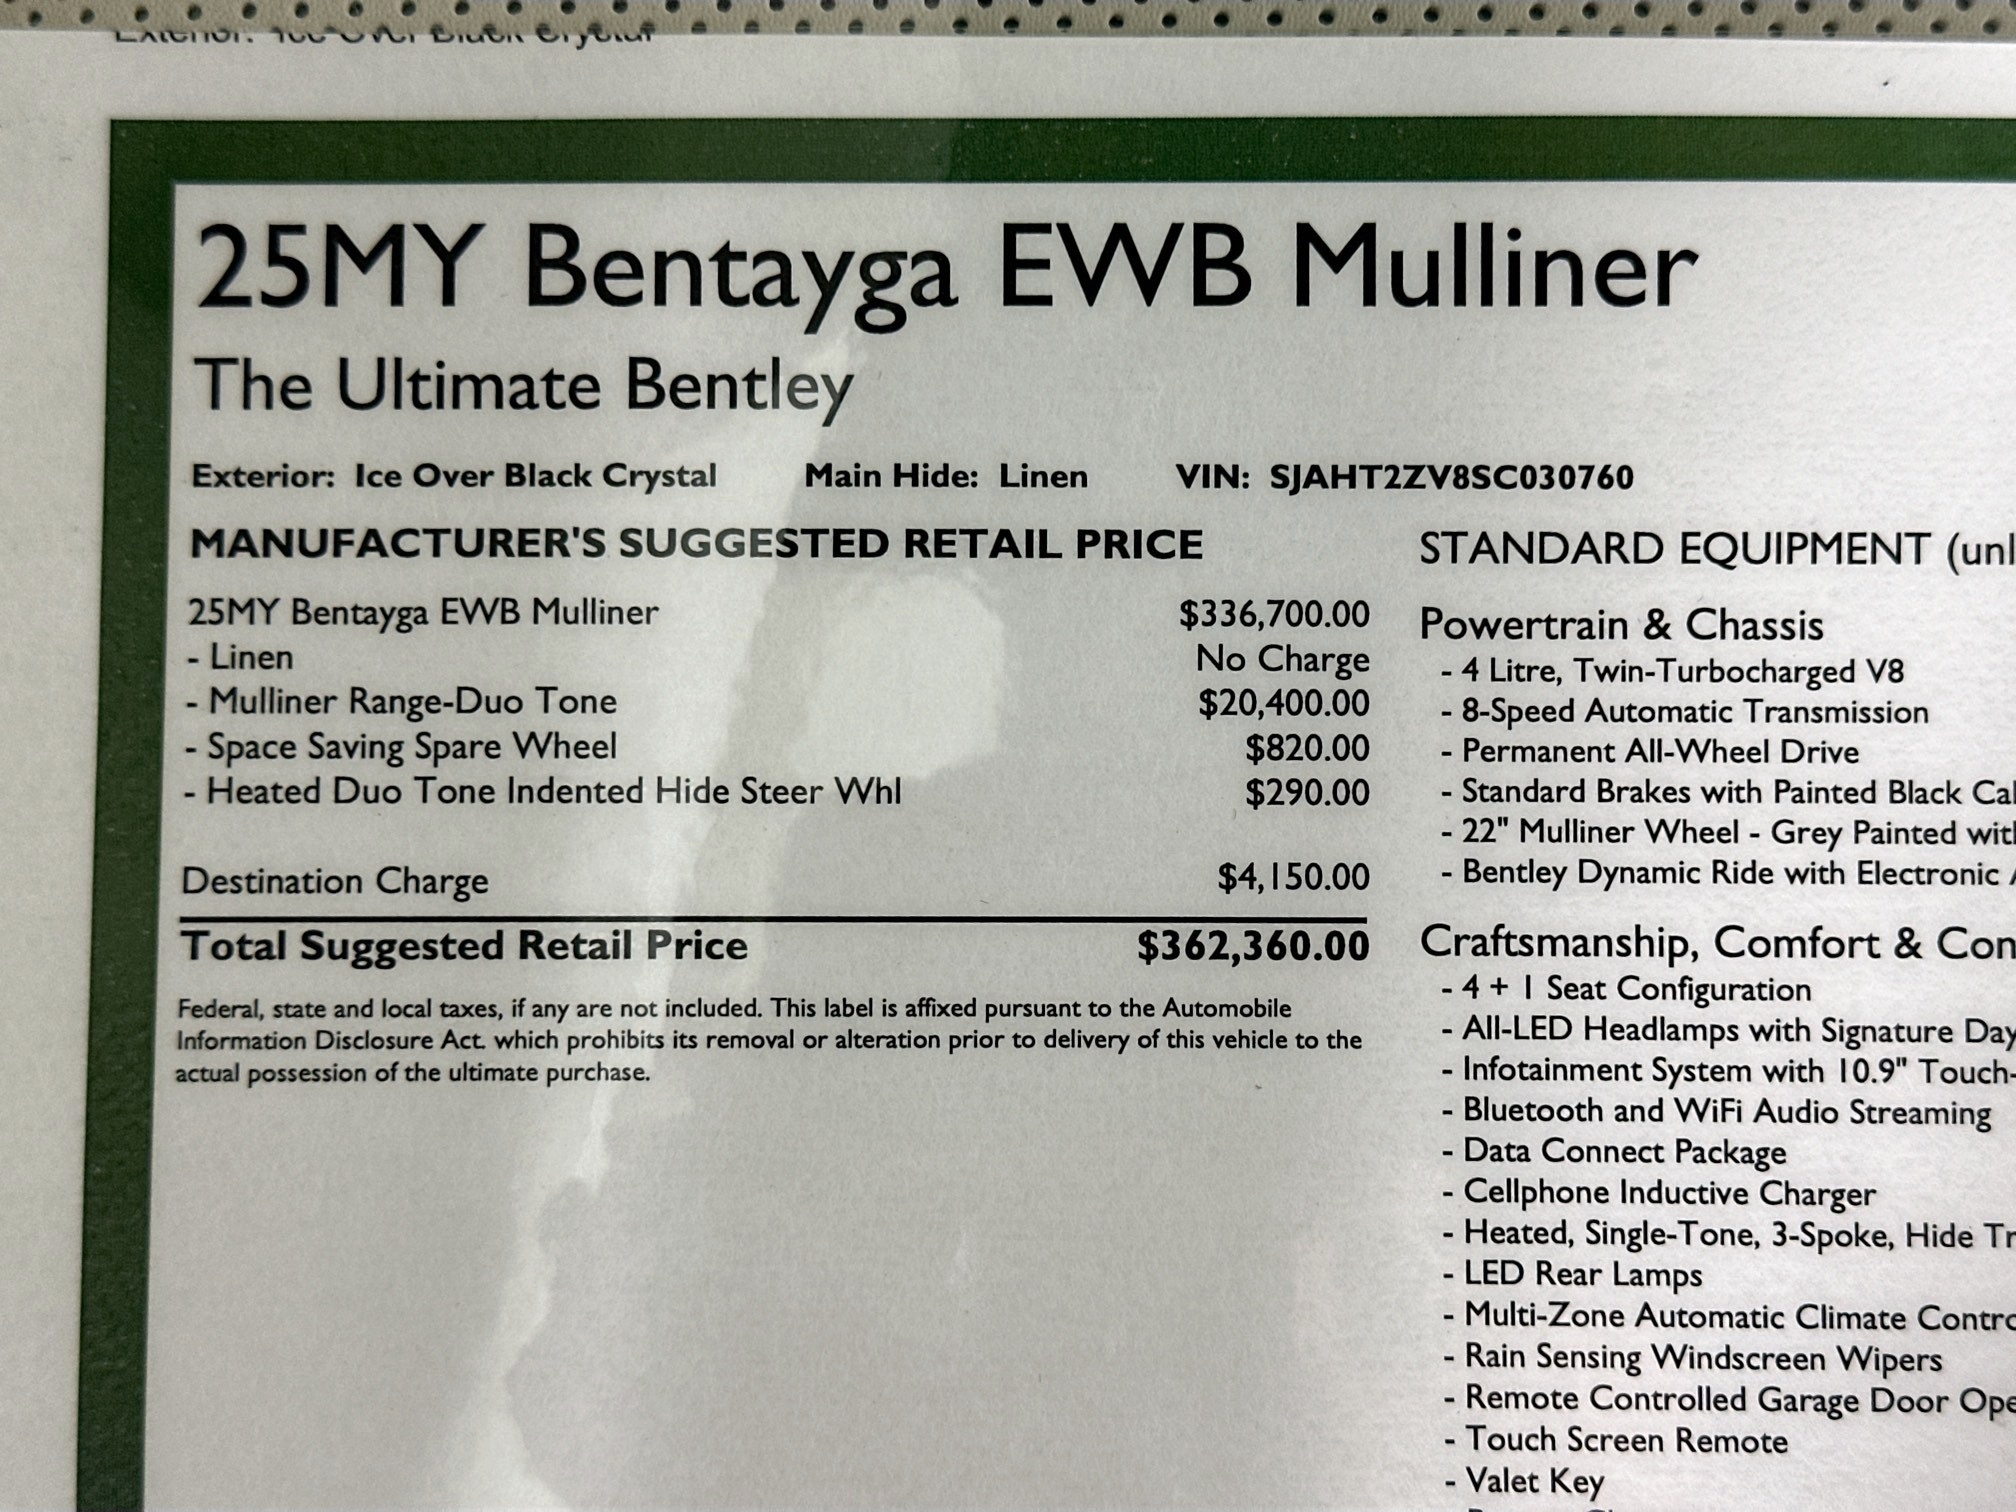 Exterior: Ice Over Black Crystal
25MY Bentayga EWB Mulliner
The Ultimate Bentley
Exterior: Ice Over Black Crystal Main Hide: Linen VIN: SJAHT2ZV8SC030760
MANUFACTURER'S SUGGESTED RETAIL PRICE
25MY Bentayga EWB Mulliner $336,700.00
- Linen No Charge
- Mulliner Range-Duo Tone $20,400.00
- Space Saving Spare Wheel $820.00
- Heated Duo Tone Indented Hide Steer Whl $290.00
Destination Charge $4,150.00
Total Suggested Retail Price $362,360.00
Federal, state and local taxes, if any are not included. This label is affixed pursuant to the Automobile
Information Disclosure Act. which prohibits its removal or alteration prior to delivery of this vehicle to the
actual possession of the ultimate purchase.
STANDARD EQUIPMENT
Powertrain & Chassis
- 4 Litre, Twin-Turbocharged V8
- 8-Speed Automatic Transmission
- Permanent All-Wheel Drive
- Standard Brakes with Painted Black
- 22" Mulliner Wheel - Grey Painted
- Bentley Dynamic Ride with Electronic
Craftsmanship, Comfort &
- 4 + 1 Seat Configuration
- All-LED Headlamps with Signature
- Infotainment System with 10.9" Touch-
- Bluetooth and WiFi Audio Streaming
- Data Connect Package
- Cellphone Inductive Charger
- Heated, Single-Tone, 3-Spoke, Hide
- LED Rear Lamps
- Multi-Zone Automatic Climate
- Rain Sensing Windscreen Wipers
- Remote Controlled Garage Door
- Touch Screen Remote
- Valet Key